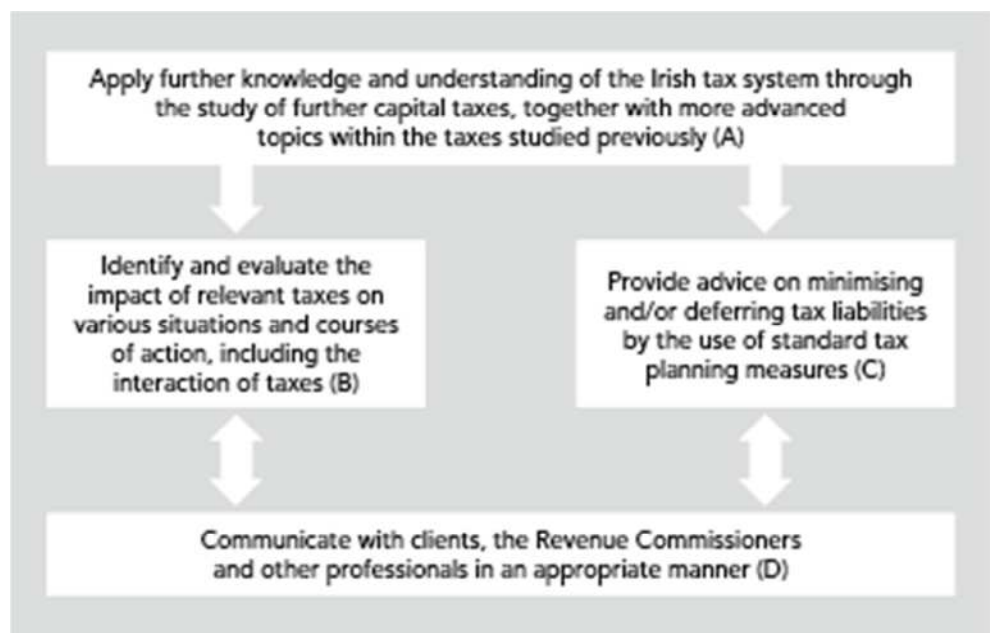 Apply further knowledge and understanding of the Irish tax system through
the study of further capital taxes, together with more advanced
topics within the taxes studied previously (A)
Identify and evaluate the
impact of relevant taxes on
various situations and courses
of action, including the
interaction of taxes (B)
Provide advice on minimising
and/or deferring tax liabilities
by the use of standard tax
planning measures (C)
Communicate with clients, the Revenue Commissioners
and other professionals in an appropriate manner (D)